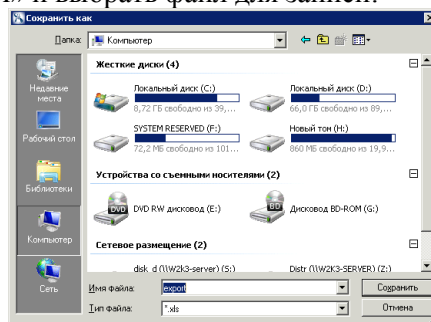 и выбрать файл для записи.
Сохранить как
Папка: Компьютер
Жесткие диски (4)
Локальный диск (C:)
8,72 ГБ свободно из 39,...
Локальный диск (D:)
66,0 ГБ свободно из 89,...
SYSTEM RESERVED (F:)
72,2 МБ свободно из 101...
Новый том (H:)
860 МБ свободно из 19,9...
Устройства со съемными носителями (2)
DVD RW дисковод (E:)
Дисковод BD-ROM (G:)
Сетевое размещение (2)
disk_d (\\W2K3-server) (S:)
Distr (\\W2K3-SERVER) (Z:)
Недавние места
Рабочий стол
Библиотеки
Компьютер
Сеть
Имя файла: export
Сохранить
Тип файла: *.xls
Отмена